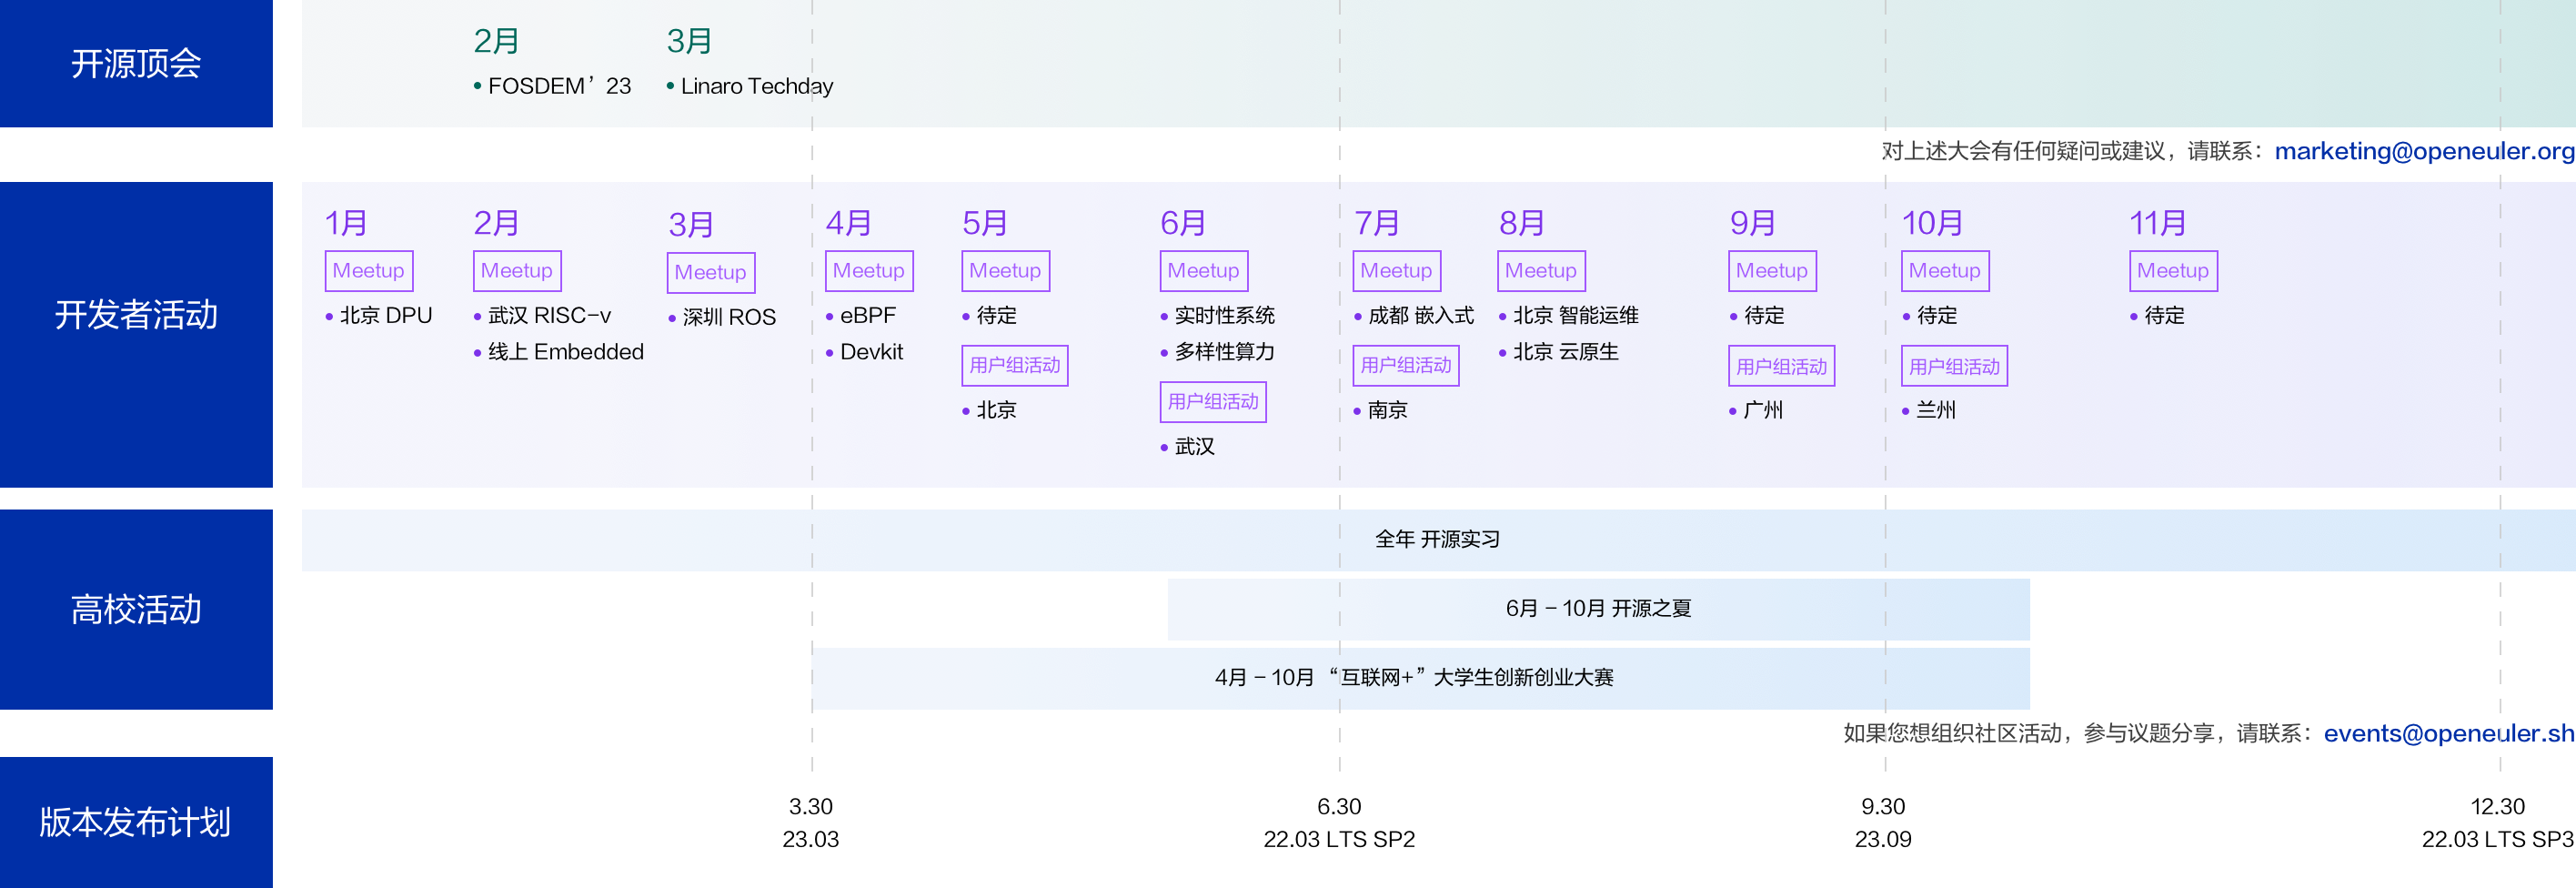 开源顶会
2月
• FOSDEM’23
3月
• Linaro Techday
对上述大会有任何疑问或建议，请联系：marketing@openeuler.org
开发者活动
1月
Meetup
• 北京 DPU
2月
Meetup
• 武汉 RISC-v
• 线上 Embedded
3月
Meetup
• 深圳 ROS
4月
Meetup
• eBPF
• Devkit
5月
Meetup
• 待定
用户组活动
• 北京
6月
Meetup
• 实时性系统
• 多样性算力
用户组活动
• 武汉
7月
Meetup
• 成都 嵌入式
用户组活动
• 南京
8月
Meetup
• 北京 智能运维
• 北京 云原生
9月
Meetup
• 待定
用户组活动
• 广州
10月
Meetup
• 待定
用户组活动
• 兰州
11月
Meetup
• 待定
高校活动
全年 开源实习
6月 – 10月 开源之夏
4月 – 10月 “互联网+”大学生创新创业大赛
如果您想组织社区活动，参与议题分享，请联系：events@openeuler.sh
版本发布计划
3.30
23.03
6.30
22.03 LTS SP2
9.30
23.09
12.30
22.03 LTS SP3